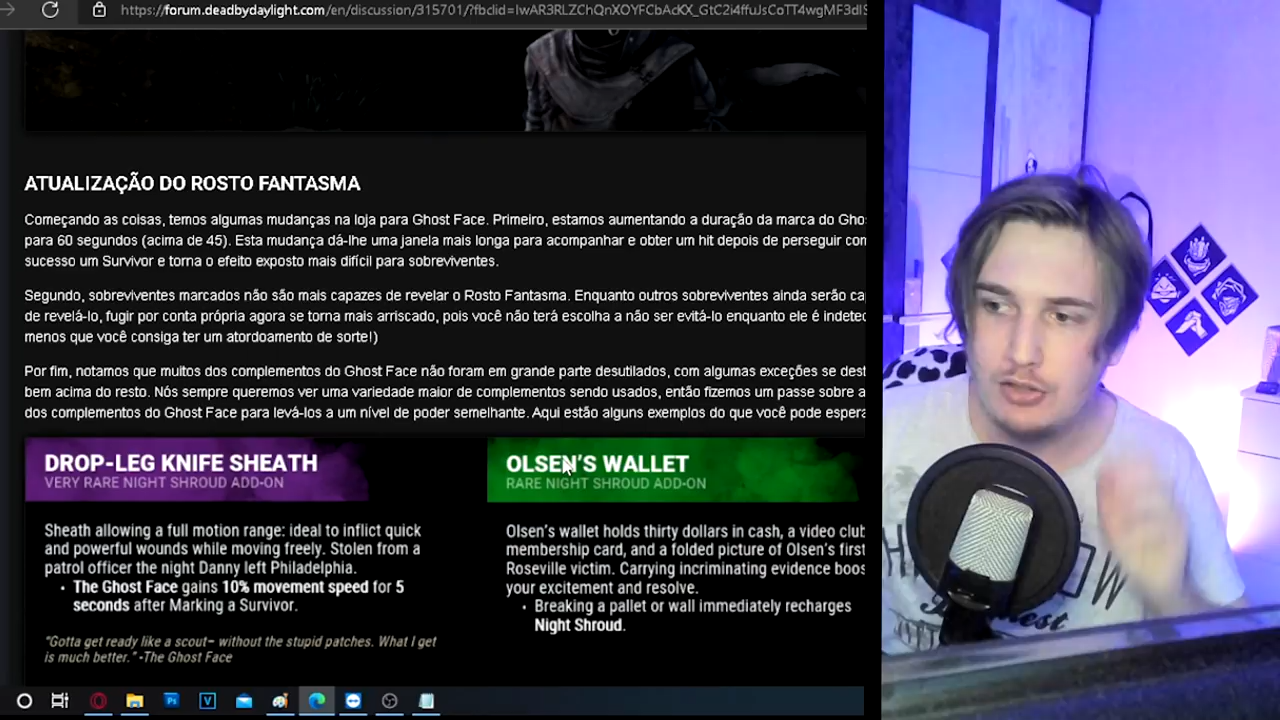 https://forum.deadbydaylight.com/en/discussion/315701/?fbclid=IwAR3RLZChQnXOYFCbAcKX_GtC2i4ffuJsCoTT4wgMF3dlS
ATUALIZAÇÃO DO ROSTO FANTASMA
Começando as coisas, temos algumas mudanças na loja para Ghost Face. Primeiro, estamos aumentando a duração da marca do Gho
para 60 segundos (acima de 45). Esta mudança dá-lhe uma janela mais longa para acompanhar e obter um hit depois de perseguir com
sucesso um Survivor e torna o efeito exposto mais difícil para sobreviventes.
Segundo, sobreviventes marcados não são mais capazes de revelar o Rosto Fantasma. Enquanto outros sobreviventes ainda serão ca
de revelá-lo, fugir por conta própria agora se torna mais arriscado, pois você não terá escolha a não ser evitá-lo enquanto ele é indetec
menos que você consiga ter um atordoamento de sorte!)
Por fim, notamos que muitos dos complementos do Ghost Face não foram em grande parte desutilados, com algumas exceções se dest
bem acima do resto. Nós sempre queremos ver uma variedade maior de complementos sendo usados, então fizemos um passe sobre a
dos complementos do Ghost Face para levá-los a um nível de poder semelhante. Aqui estão alguns exemplos do que você pode espera
DROP-LEG KNIFE SHEATH
VERY RARE NIGHT SHROUD ADD-ON
Sheath allowing a full motion range: ideal to inflict quick
and powerful wounds while moving freely. Stolen from a
patrol officer the night Danny left Philadelphia.
• The Ghost Face gains 10% movement speed for 5
seconds after Marking a Survivor.
"Gotta get ready like a scout– without the stupid patches. What I get
is much better." -The Ghost Face
OLSEN'S WALLET
RARE NIGHT SHROUD ADD-ON
Olsen's wallet holds thirty dollars in cash, a video club
membership card, and a folded picture of Olsen's first
Roseville victim. Carrying incriminating evidence boos
your excitement and resolve.
• Breaking a pallet or wall immediately recharges
Night Shroud.